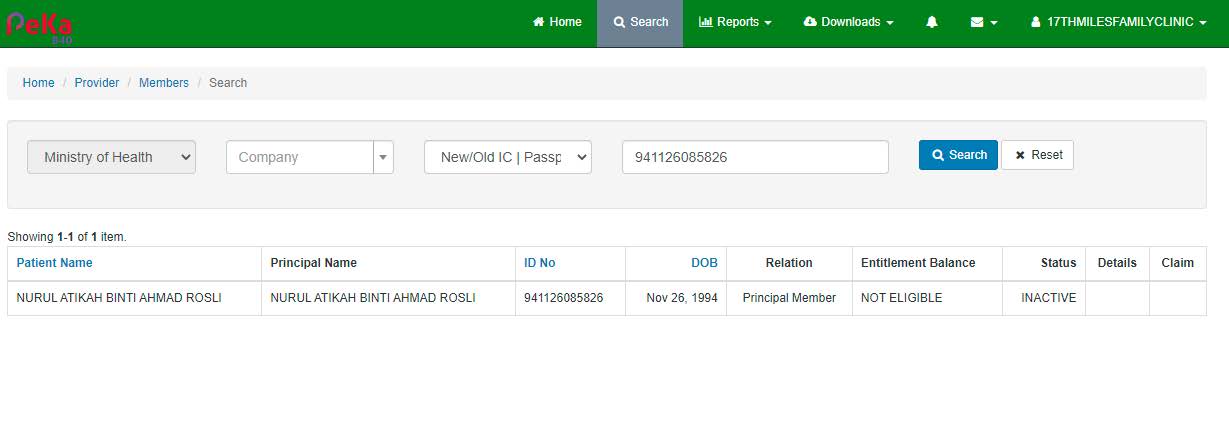 PeKa
B40
Home Search Reports Downloads 17THMILESFAMILYCLINIC
Home / Provider / Members / Search
Ministry of Health Company New/Old IC | Passp 941126085826 Search Reset
Showing 1-1 of 1 item.
Patient Name Principal Name ID No DOB Relation Entitlement Balance Status Details Claim
NURUL ATIKAH BINTI AHMAD ROSLI NURUL ATIKAH BINTI AHMAD ROSLI 941126085826 Nov 26, 1994 Principal Member NOT ELIGIBLE INACTIVE